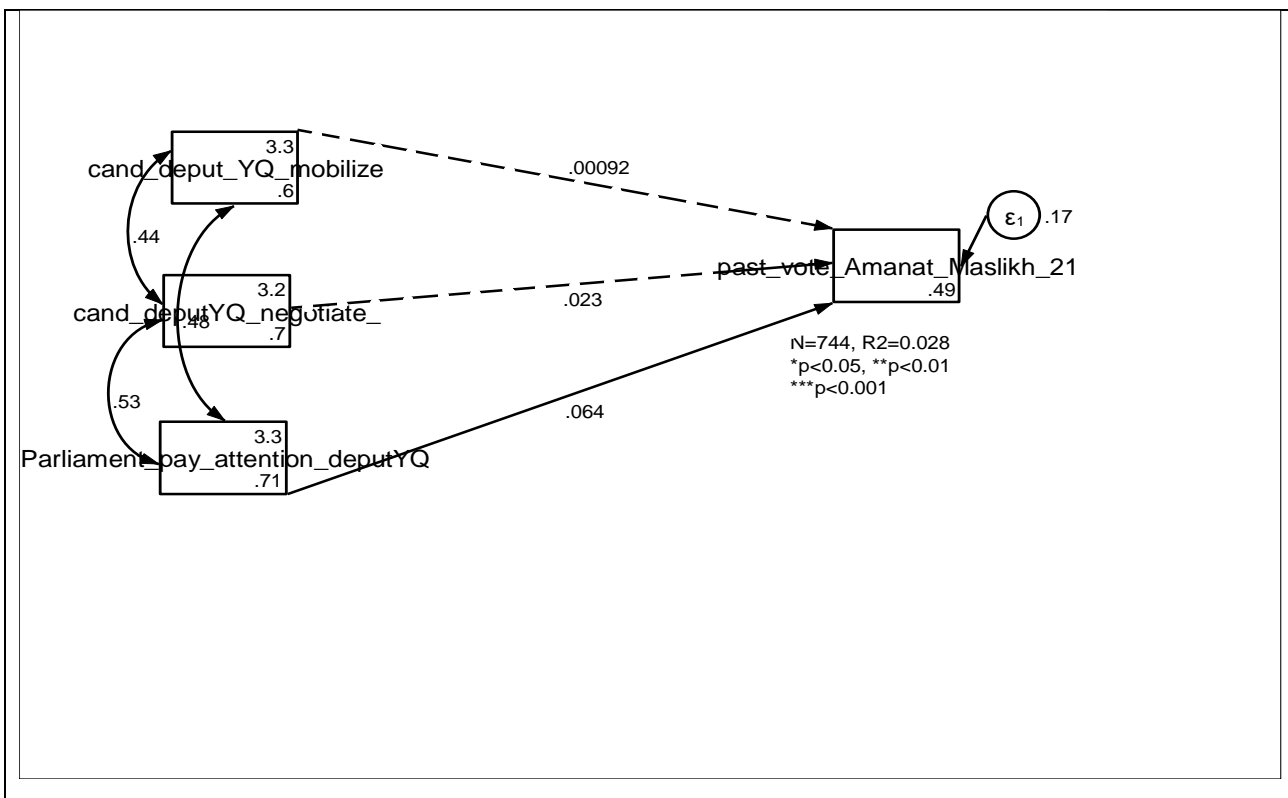 3.3
cand_deput_YQ_mobilize
.6
.00092
ε₁
.17
.44
past_vote_Amanat_Maslikh_21
.49
3.2
cand_deputYQ_negotiate_
.48
.7
.023
N=744, R2=0.028
*p<0.05, **p<0.01
***p<0.001
.53
.064
3.3
Parliament_pay_attention_deputYQ
.71